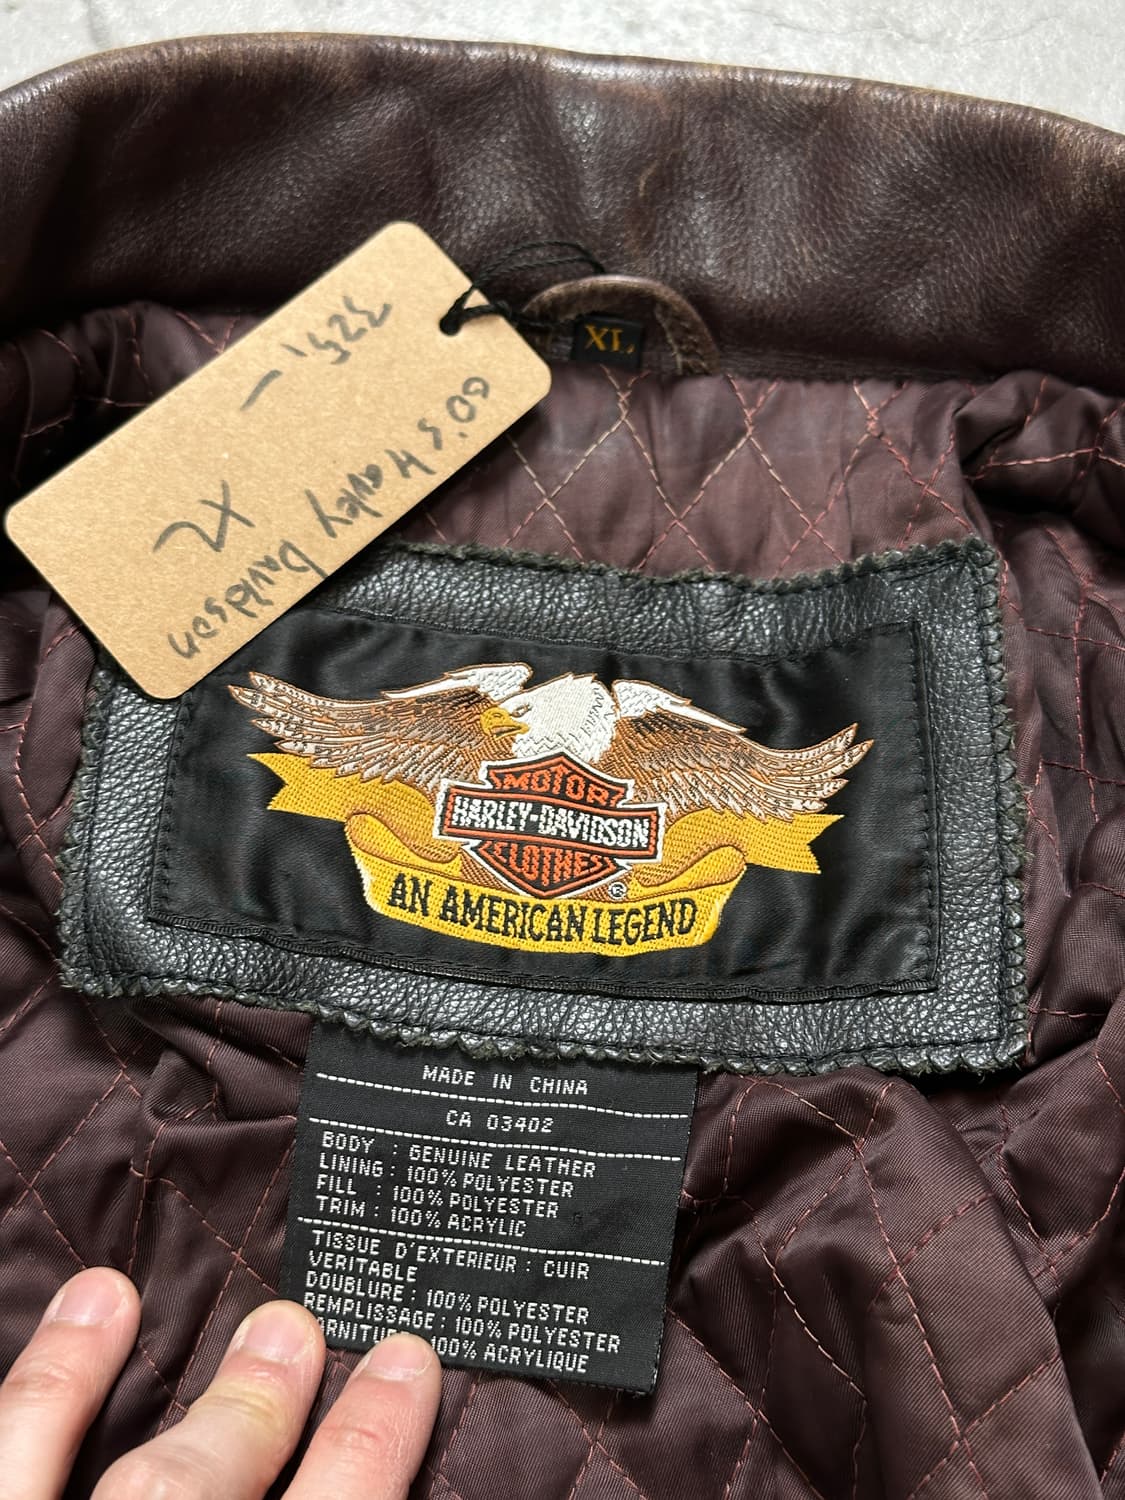 325,-
60's Harley
Davidson
XL
XL
MOTOR
HARLEY-DAVIDSON
CLOTHES
®
AN AMERICAN LEGEND
MADE IN CHINA
CA 03402
BODY : GENUINE LEATHER
LINING : 100% POLYESTER
FILL : 100% POLYESTER
TRIM : 100% ACRYLIC
TISSUE D'EXTERIEUR : CUIR
VERITABLE
DOUBLURE : 100% POLYESTER
REMPLISSAGE : 100% POLYESTER
100% ACRYLIQUE